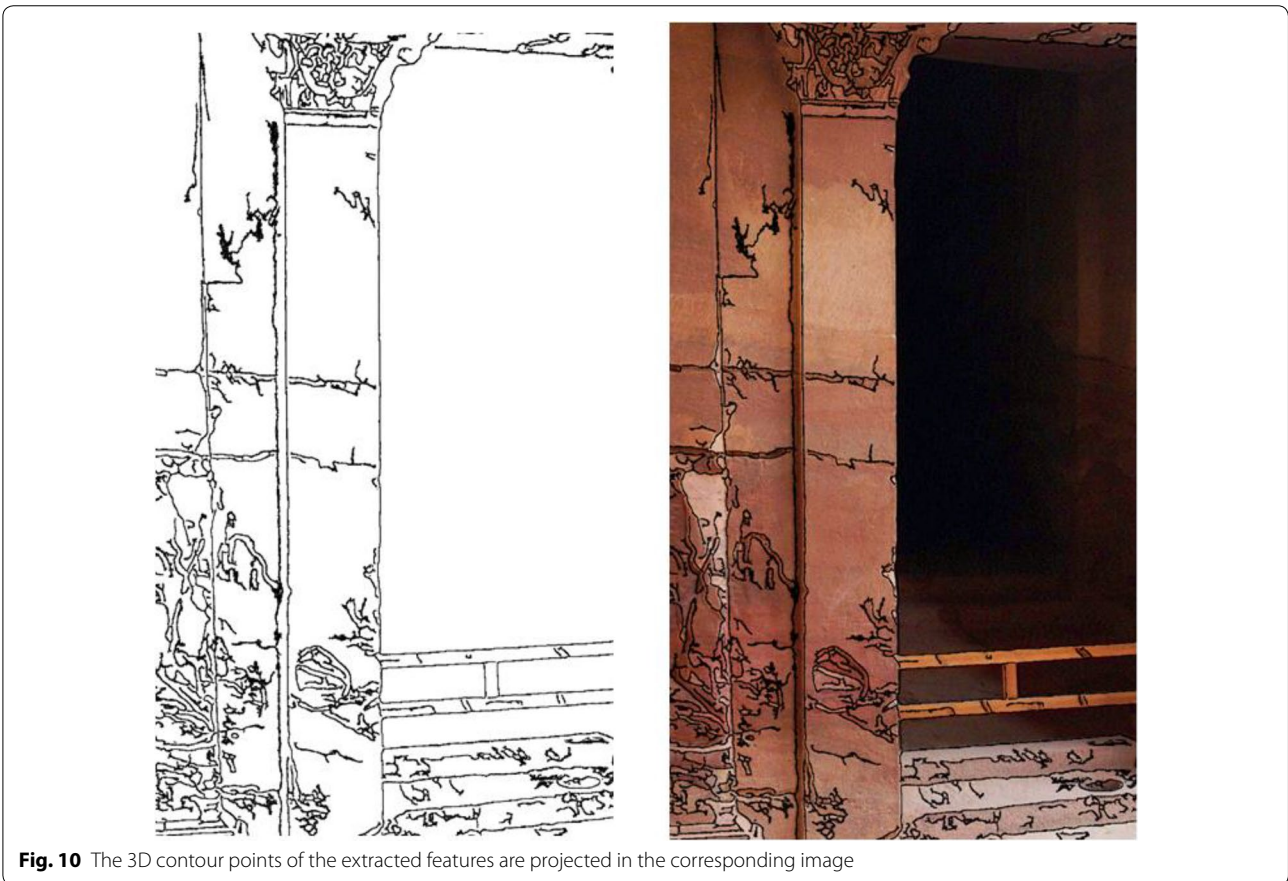 Fig. 10 The 3D contour points of the extracted features are projected in the corresponding image